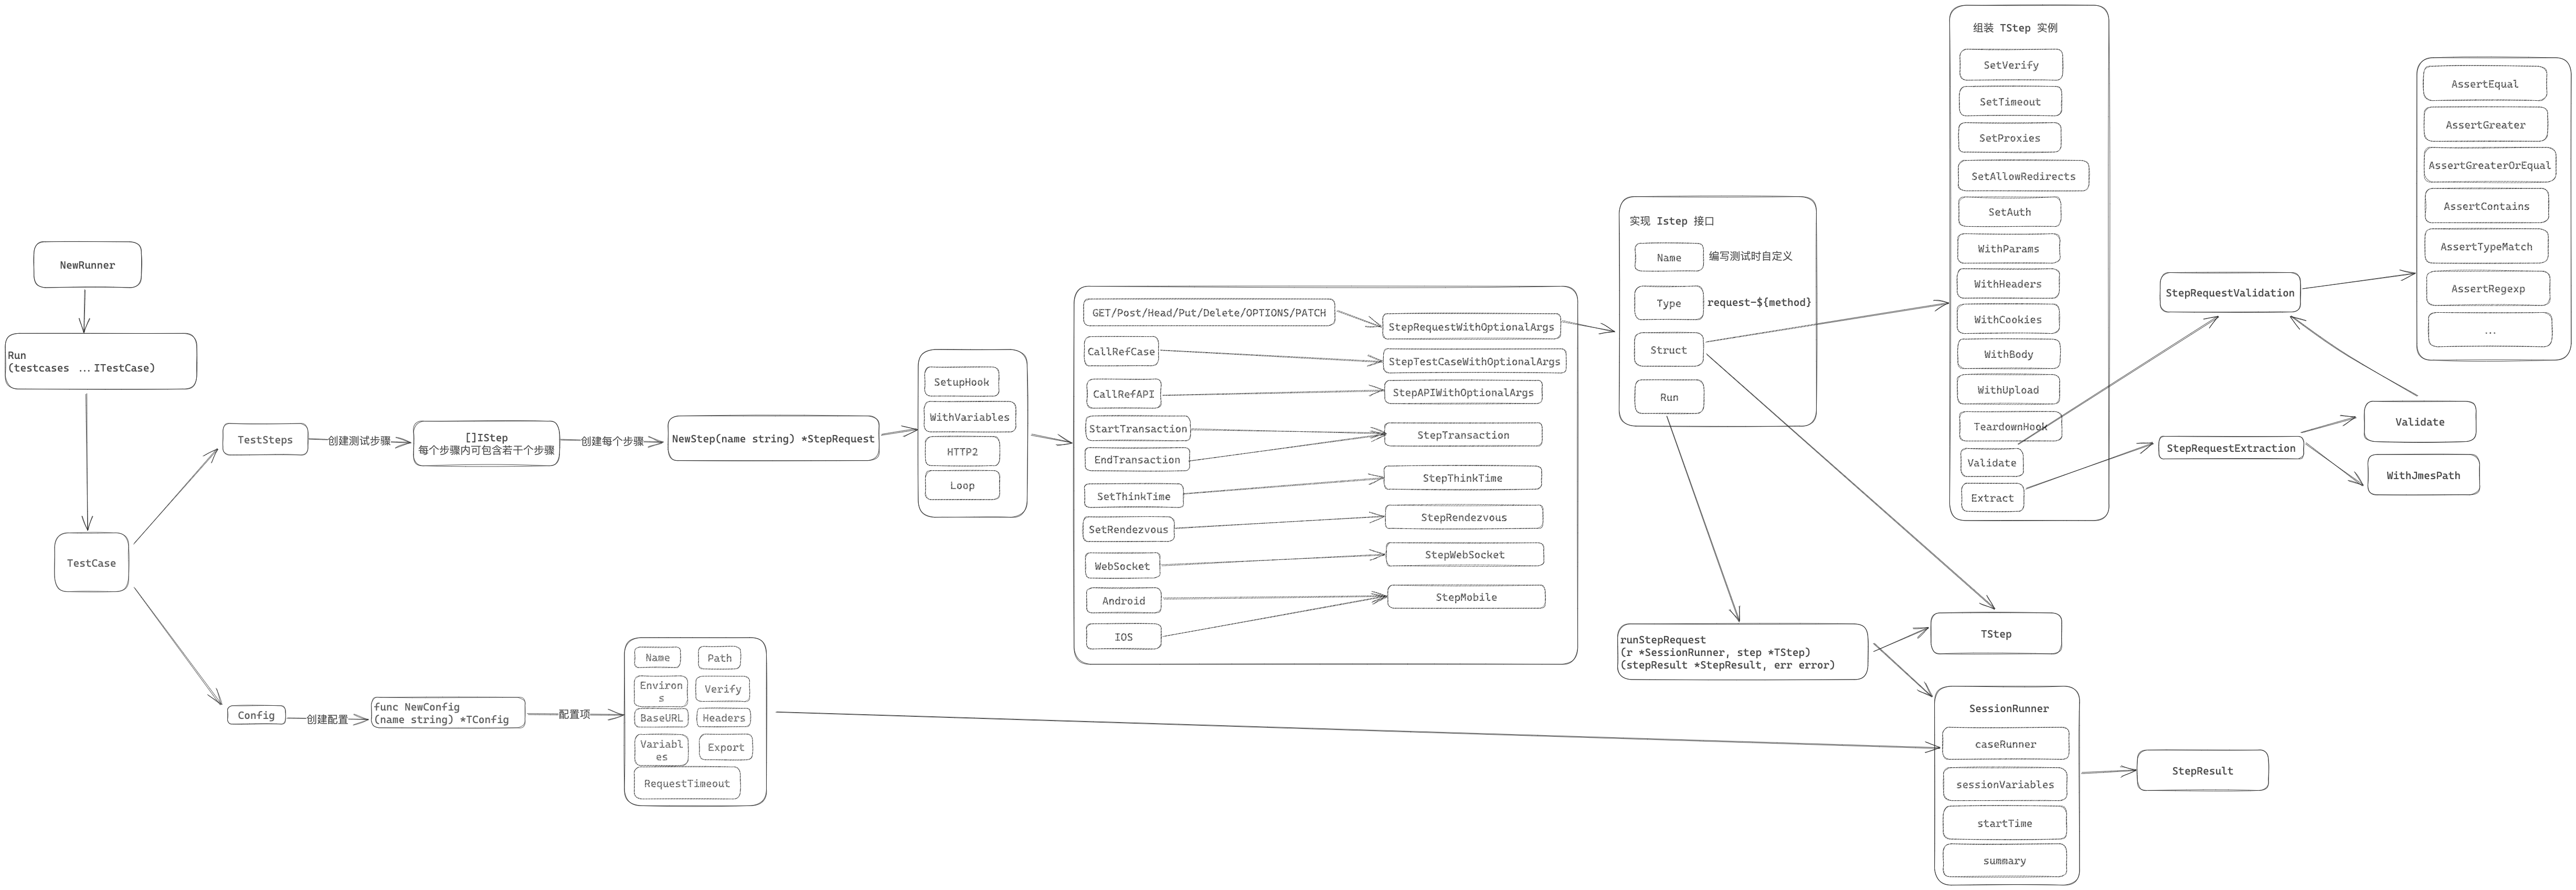 NewRunner
Run
(testcases ...ITestCase)
TestCase
TestSteps
创建测试步骤
[]IStep
每个步骤内可包含若干个步骤
创建每个步骤
NewStep(name string) *StepRequest
SetupHook
WithVariables
HTTP2
Loop
Config
创建配置
func NewConfig
(name string) *TConfig
配置项
Name
Path
Environ
s
Verify
BaseURL
Headers
Variabl
es
Export
RequestTimeout
GET/Post/Head/Put/Delete/OPTIONS/PATCH
StepRequestWithOptionalArgs
CallRefCase
StepTestCaseWithOptionalArgs
CallRefAPI
StepAPIWithOptionalArgs
StartTransaction
StepTransaction
EndTransaction
SetThinkTime
StepThinkTime
SetRendezvous
StepRendezvous
WebSocket
StepWebSocket
Android
StepMobile
IOS
实现 Istep 接口
Name
编写测试时自定义
Type
request-${method}
Struct
Run
runStepRequest
(r *SessionRunner, step *TStep)
(stepResult *StepResult, err error)
组装 TStep 实例
SetVerify
SetTimeout
SetProxies
SetAllowRedirects
SetAuth
WithParams
WithHeaders
WithCookies
WithBody
WithUpload
TeardownHook
Validate
Extract
TStep
SessionRunner
caseRunner
sessionVariables
startTime
summary
StepResult
StepRequestValidation
StepRequestExtraction
Validate
WithJmesPath
AssertEqual
AssertGreater
AssertGreaterOrEqual
AssertContains
AssertTypeMatch
AssertRegexp
...